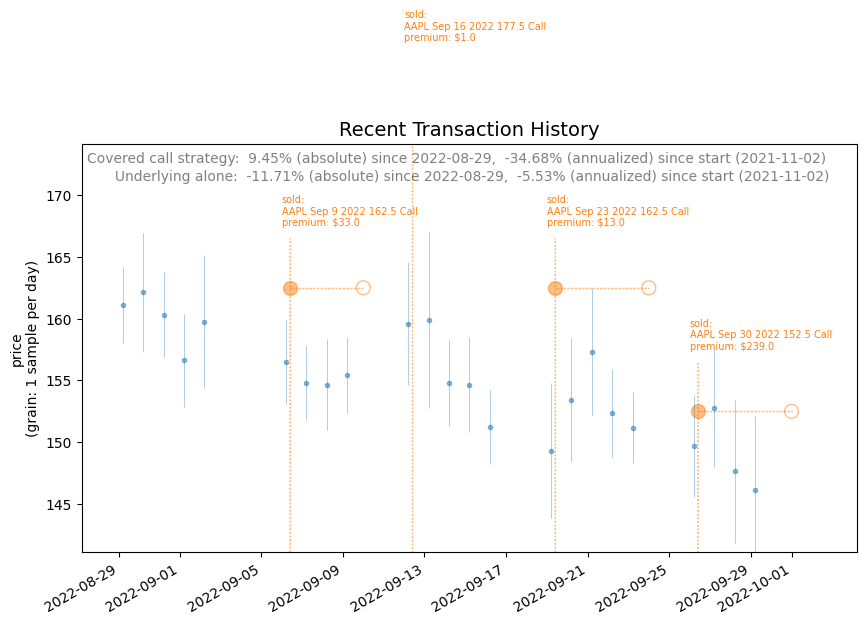 sold:
AAPL Sep 16 2022 177.5 Call
premium: $1.0
Recent Transaction History
Covered call strategy:  9.45% (absolute) since 2022-08-29,  -34.68% (annualized) since start (2021-11-02)
Underlying alone:  -11.71% (absolute) since 2022-08-29,  -5.53% (annualized) since start (2021-11-02)
sold:
AAPL Sep 9 2022 162.5 Call
premium: $33.0
sold:
AAPL Sep 23 2022 162.5 Call
premium: $13.0
sold:
AAPL Sep 30 2022 152.5 Call
premium: $239.0
price
(grain: 1 sample per day)
170
165
160
155
150
145
2022-08-29
2022-09-01
2022-09-05
2022-09-09
2022-09-13
2022-09-17
2022-09-21
2022-09-25
2022-09-29
2022-10-01